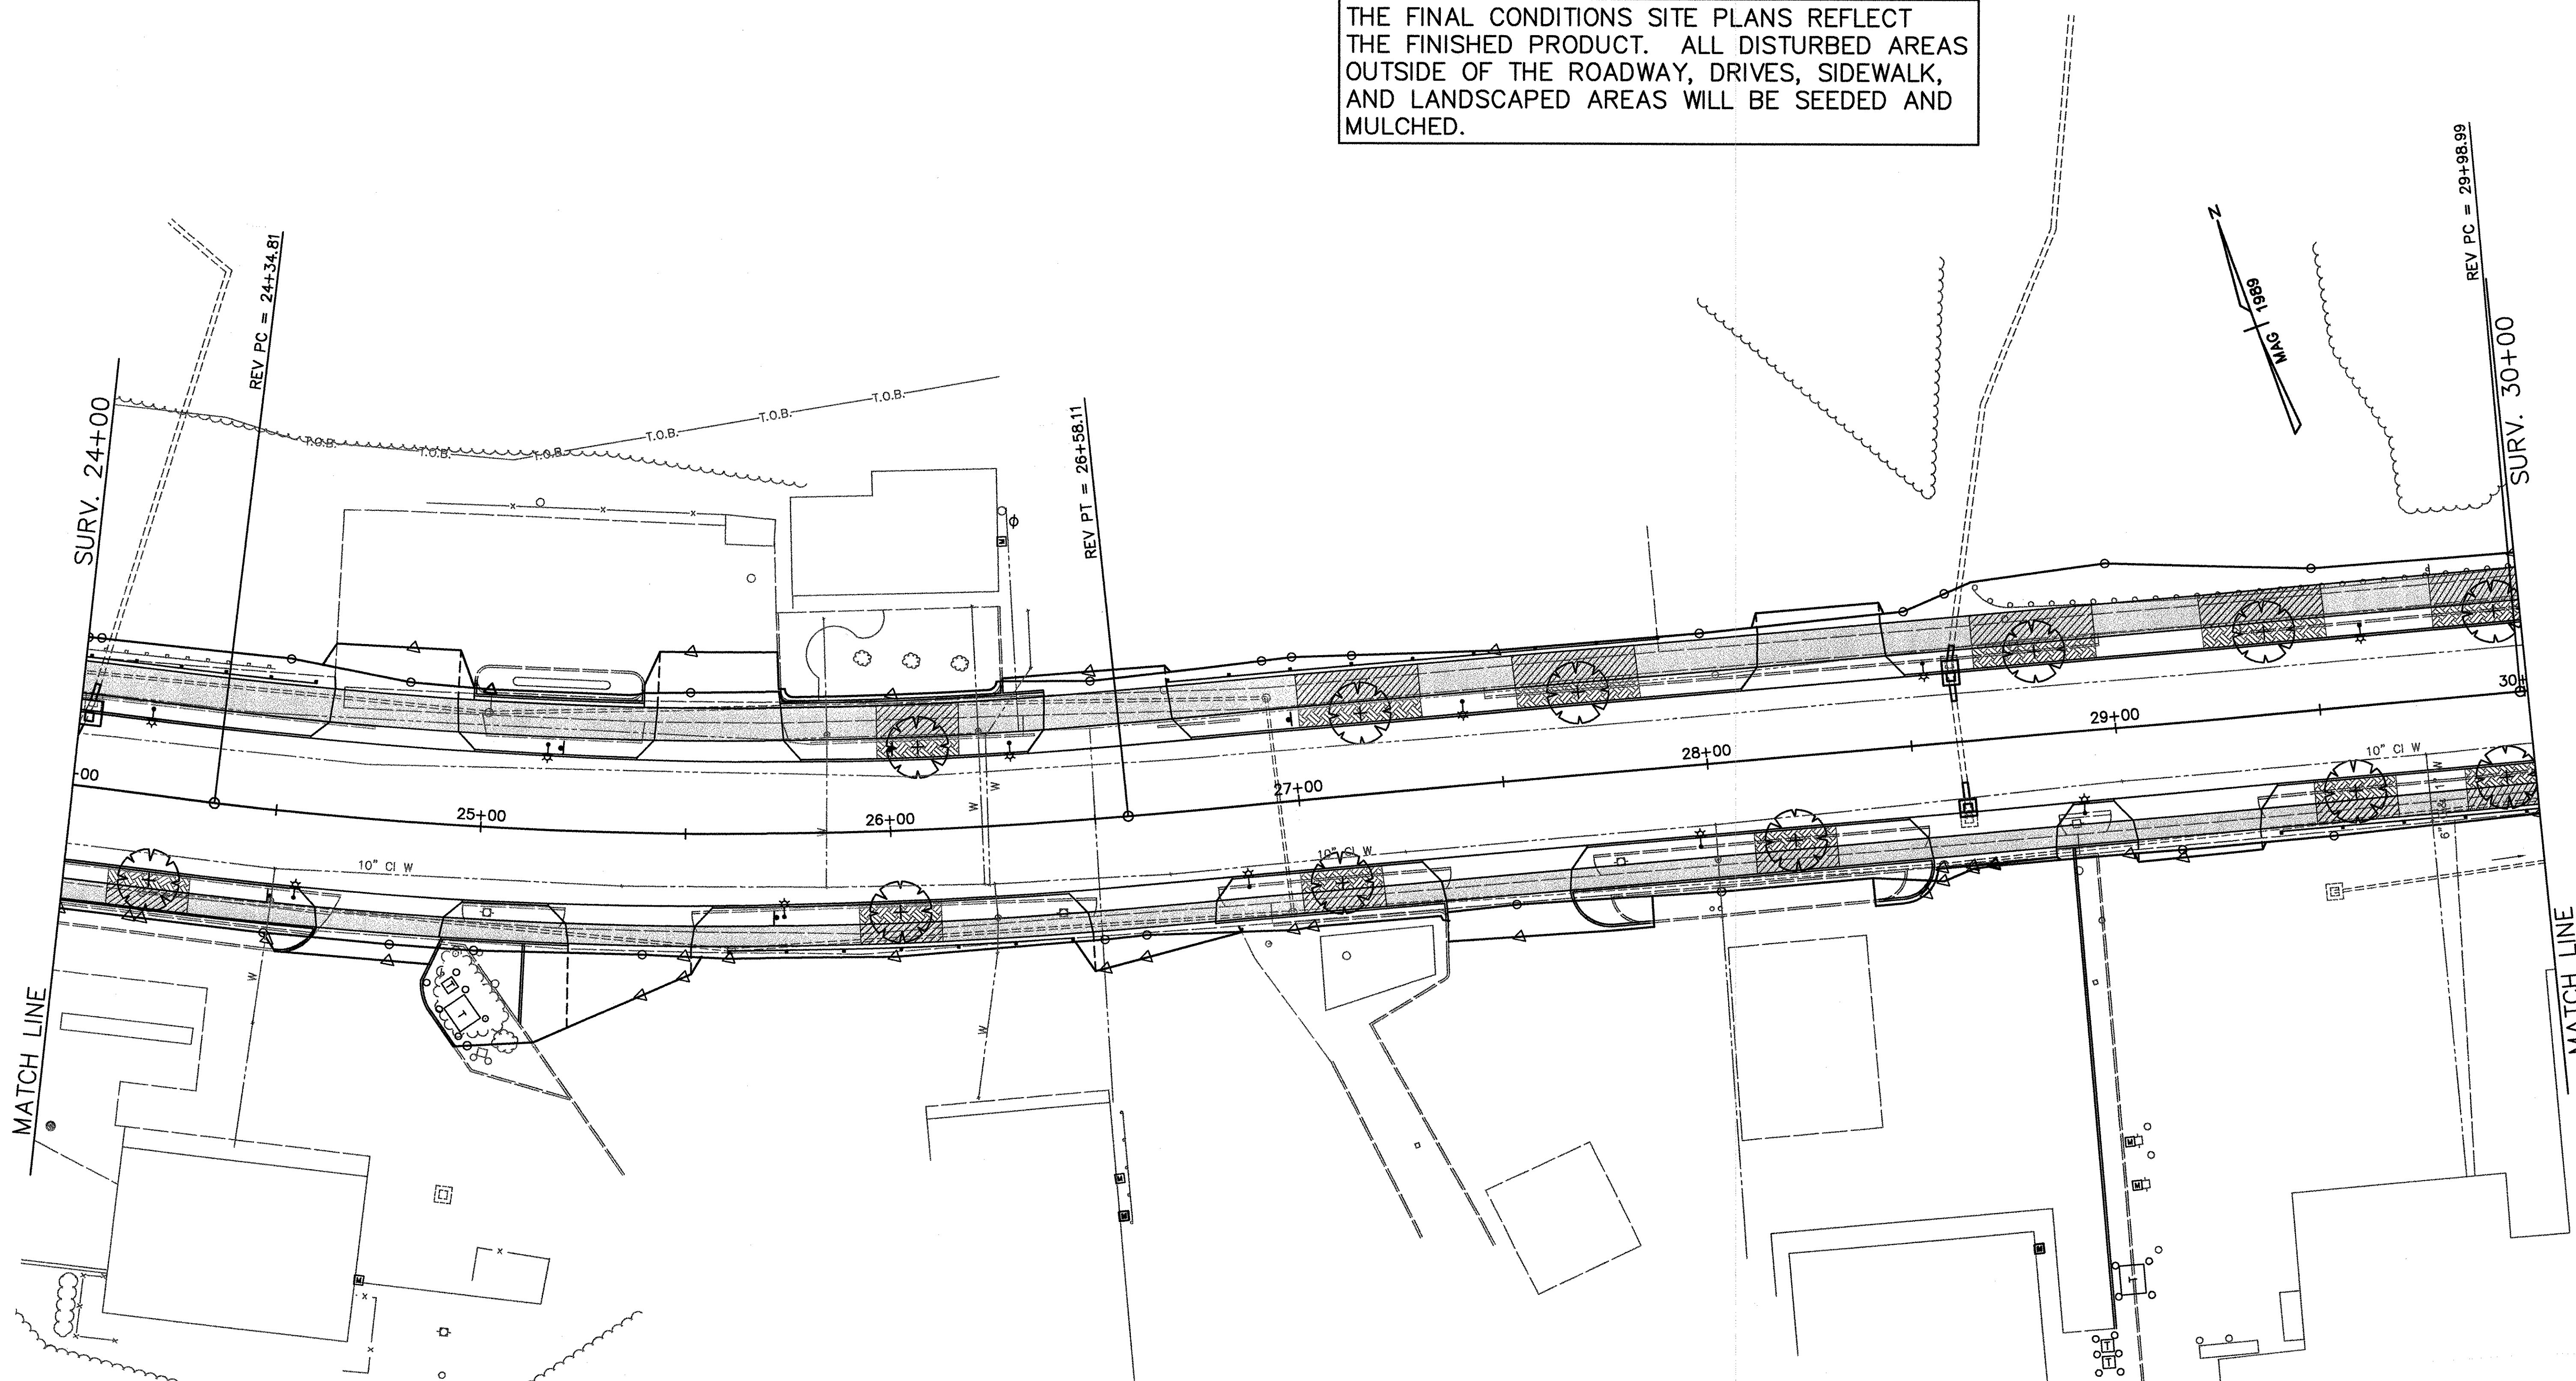 THE FINAL CONDITIONS SITE PLANS REFLECT
THE FINISHED PRODUCT. ALL DISTURBED AREAS
OUTSIDE OF THE ROADWAY, DRIVES, SIDEWALK,
AND LANDSCAPED AREAS WILL BE SEEDED AND
MULCHED.
REV PC = 29+98.99
N
MAG 1989
REV PC = 24+34.81
SURV. 24+00
SURV. 30+00
T.O.B.
T.O.B.
T.O.B.
T.O.B.
T.O.B.
T.O.B.
REV PT = 26+58.11
x
x
x
M
-00
25+00
26+00
27+00
28+00
29+00
30+
W
W
W
10" CI W
10" CI W
10" CI W
W
W
T
T
MATCH LINE
MATCH LINE
M
M
M
M
M
M
x
x
x
x
x
x
T
T
T